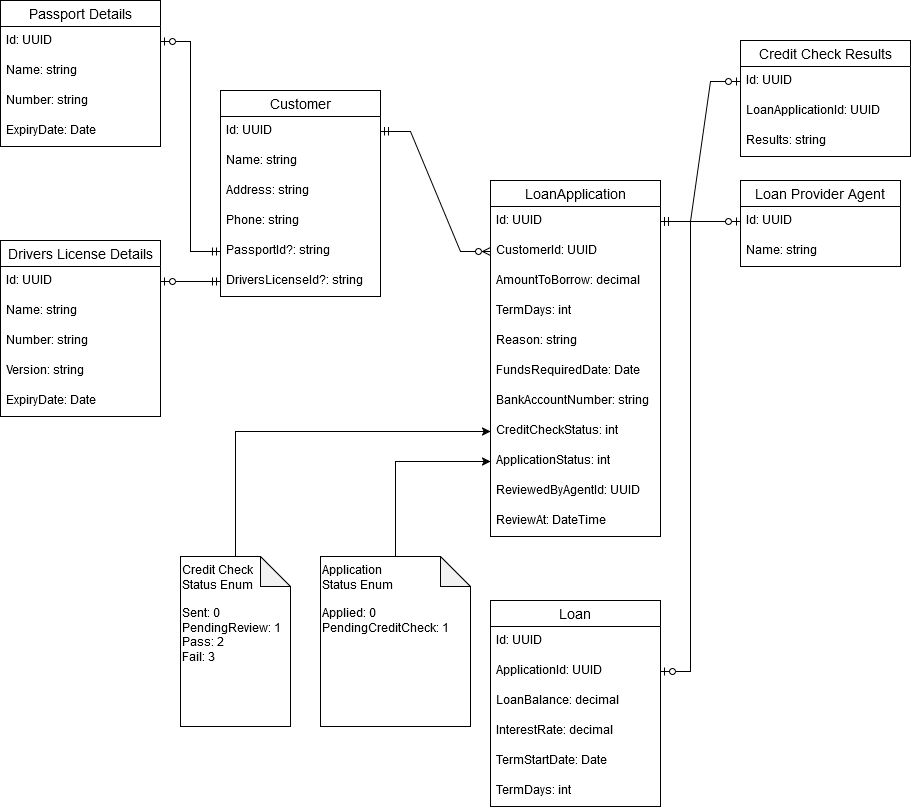 Passport Details
Id: UUID
Name: string
Number: string
ExpiryDate: Date
Drivers License Details
Id: UUID
Name: string
Number: string
Version: string
ExpiryDate: Date
Customer
Id: UUID
Name: string
Address: string
Phone: string
PassportId?: string
DriversLicenseId?: string
LoanApplication
Id: UUID
CustomerId: UUID
AmountToBorrow: decimal
TermDays: int
Reason: string
FundsRequiredDate: Date
BankAccountNumber: string
CreditCheckStatus: int
ApplicationStatus: int
ReviewedByAgentId: UUID
ReviewAt: DateTime
Credit Check Results
Id: UUID
LoanApplicationId: UUID
Results: string
Loan Provider Agent
Id: UUID
Name: string
Credit Check
Status Enum
Sent: 0
PendingReview: 1
Pass: 2
Fail: 3
Application
Status Enum
Applied: 0
PendingCreditCheck: 1
Loan
Id: UUID
ApplicationId: UUID
LoanBalance: decimal
InterestRate: decimal
TermStartDate: Date
TermDays: int